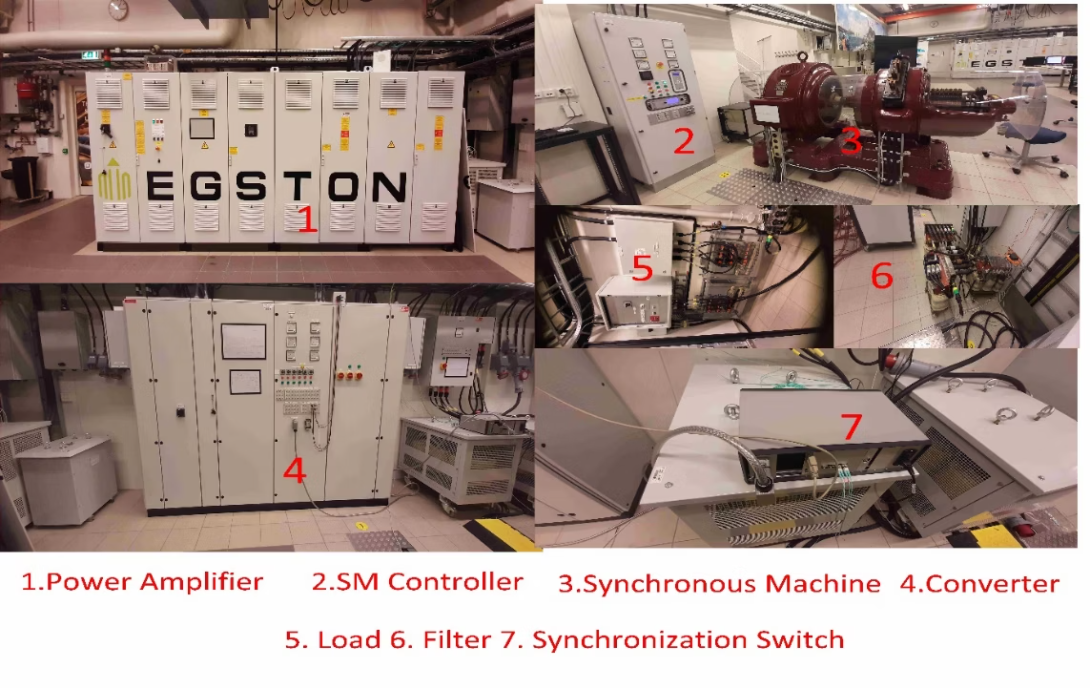 EGSTON
1
2
3
EGS
5
6
4
7
1.Power Amplifier 2.SM Controller 3.Synchronous Machine 4.Converter
5. Load 6. Filter 7. Synchronization Switch